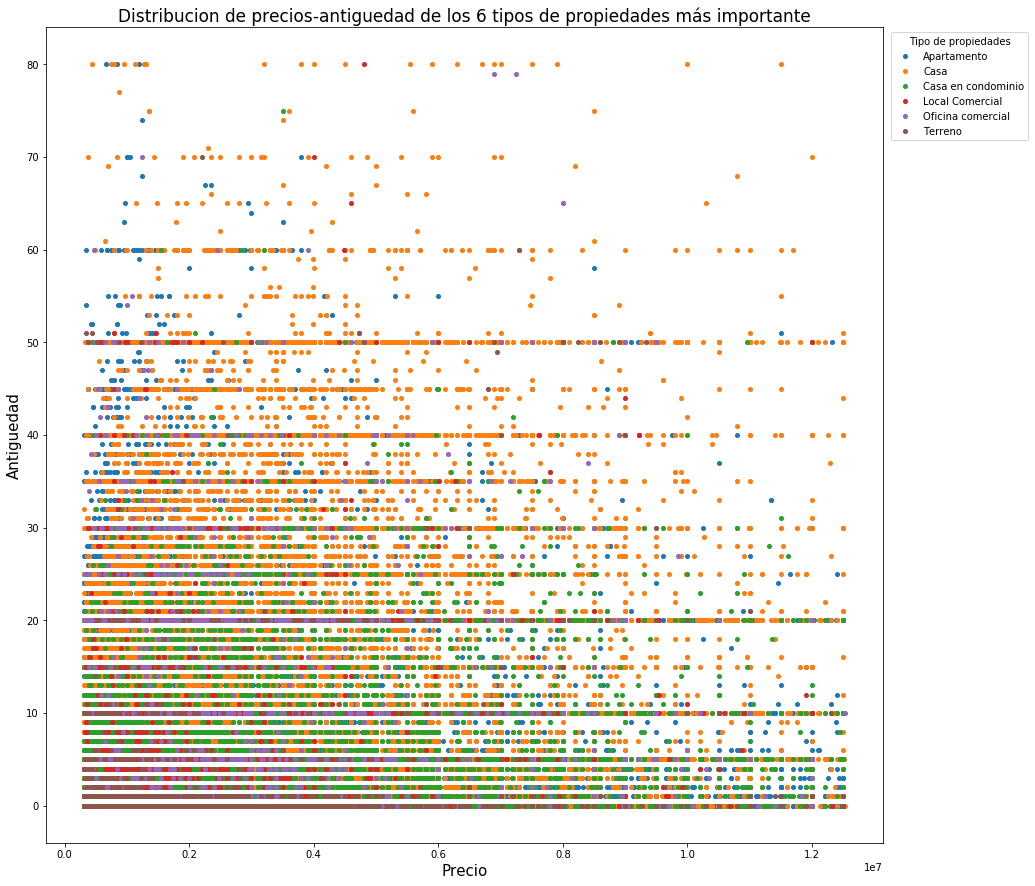 Distribucion de precios-antiguedad de los 6 tipos de propiedades más importante
Tipo de propiedades
Apartamento
Casa
Casa en condominio
Local Comercial
Oficina comercial
Terreno
Antiguedad
80
70
60
50
40
30
20
10
0
0.0 0.2 0.4 0.6 0.8 1.0 1.2
1e7
Precio